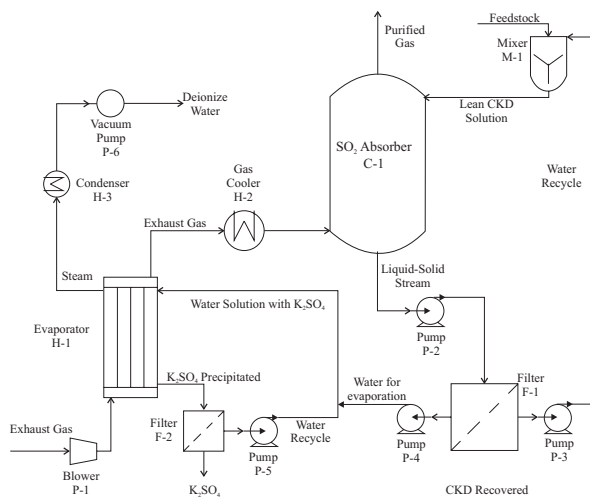 Feedstock
Mixer
M-1
Purified
Gas
Lean CKD
Solution
Deionize
Water
Vacuum
Pump
P-6
SO₂ Absorber
C-1
Condenser
H-3
Gas
Cooler
H-2
Water
Recycle
Exhaust Gas
Steam
Liquid-Solid
Stream
Water Solution with K₂SO₄
Evaporator
H-1
Pump
P-2
K₂SO₄ Precipitated
Water for
evaporation
Filter
F-1
Exhaust Gas
Filter
F-2
Water
Recycle
Pump
P-5
Pump
P-4
Pump
P-3
Blower
P-1
K₂SO₄
CKD Recovered